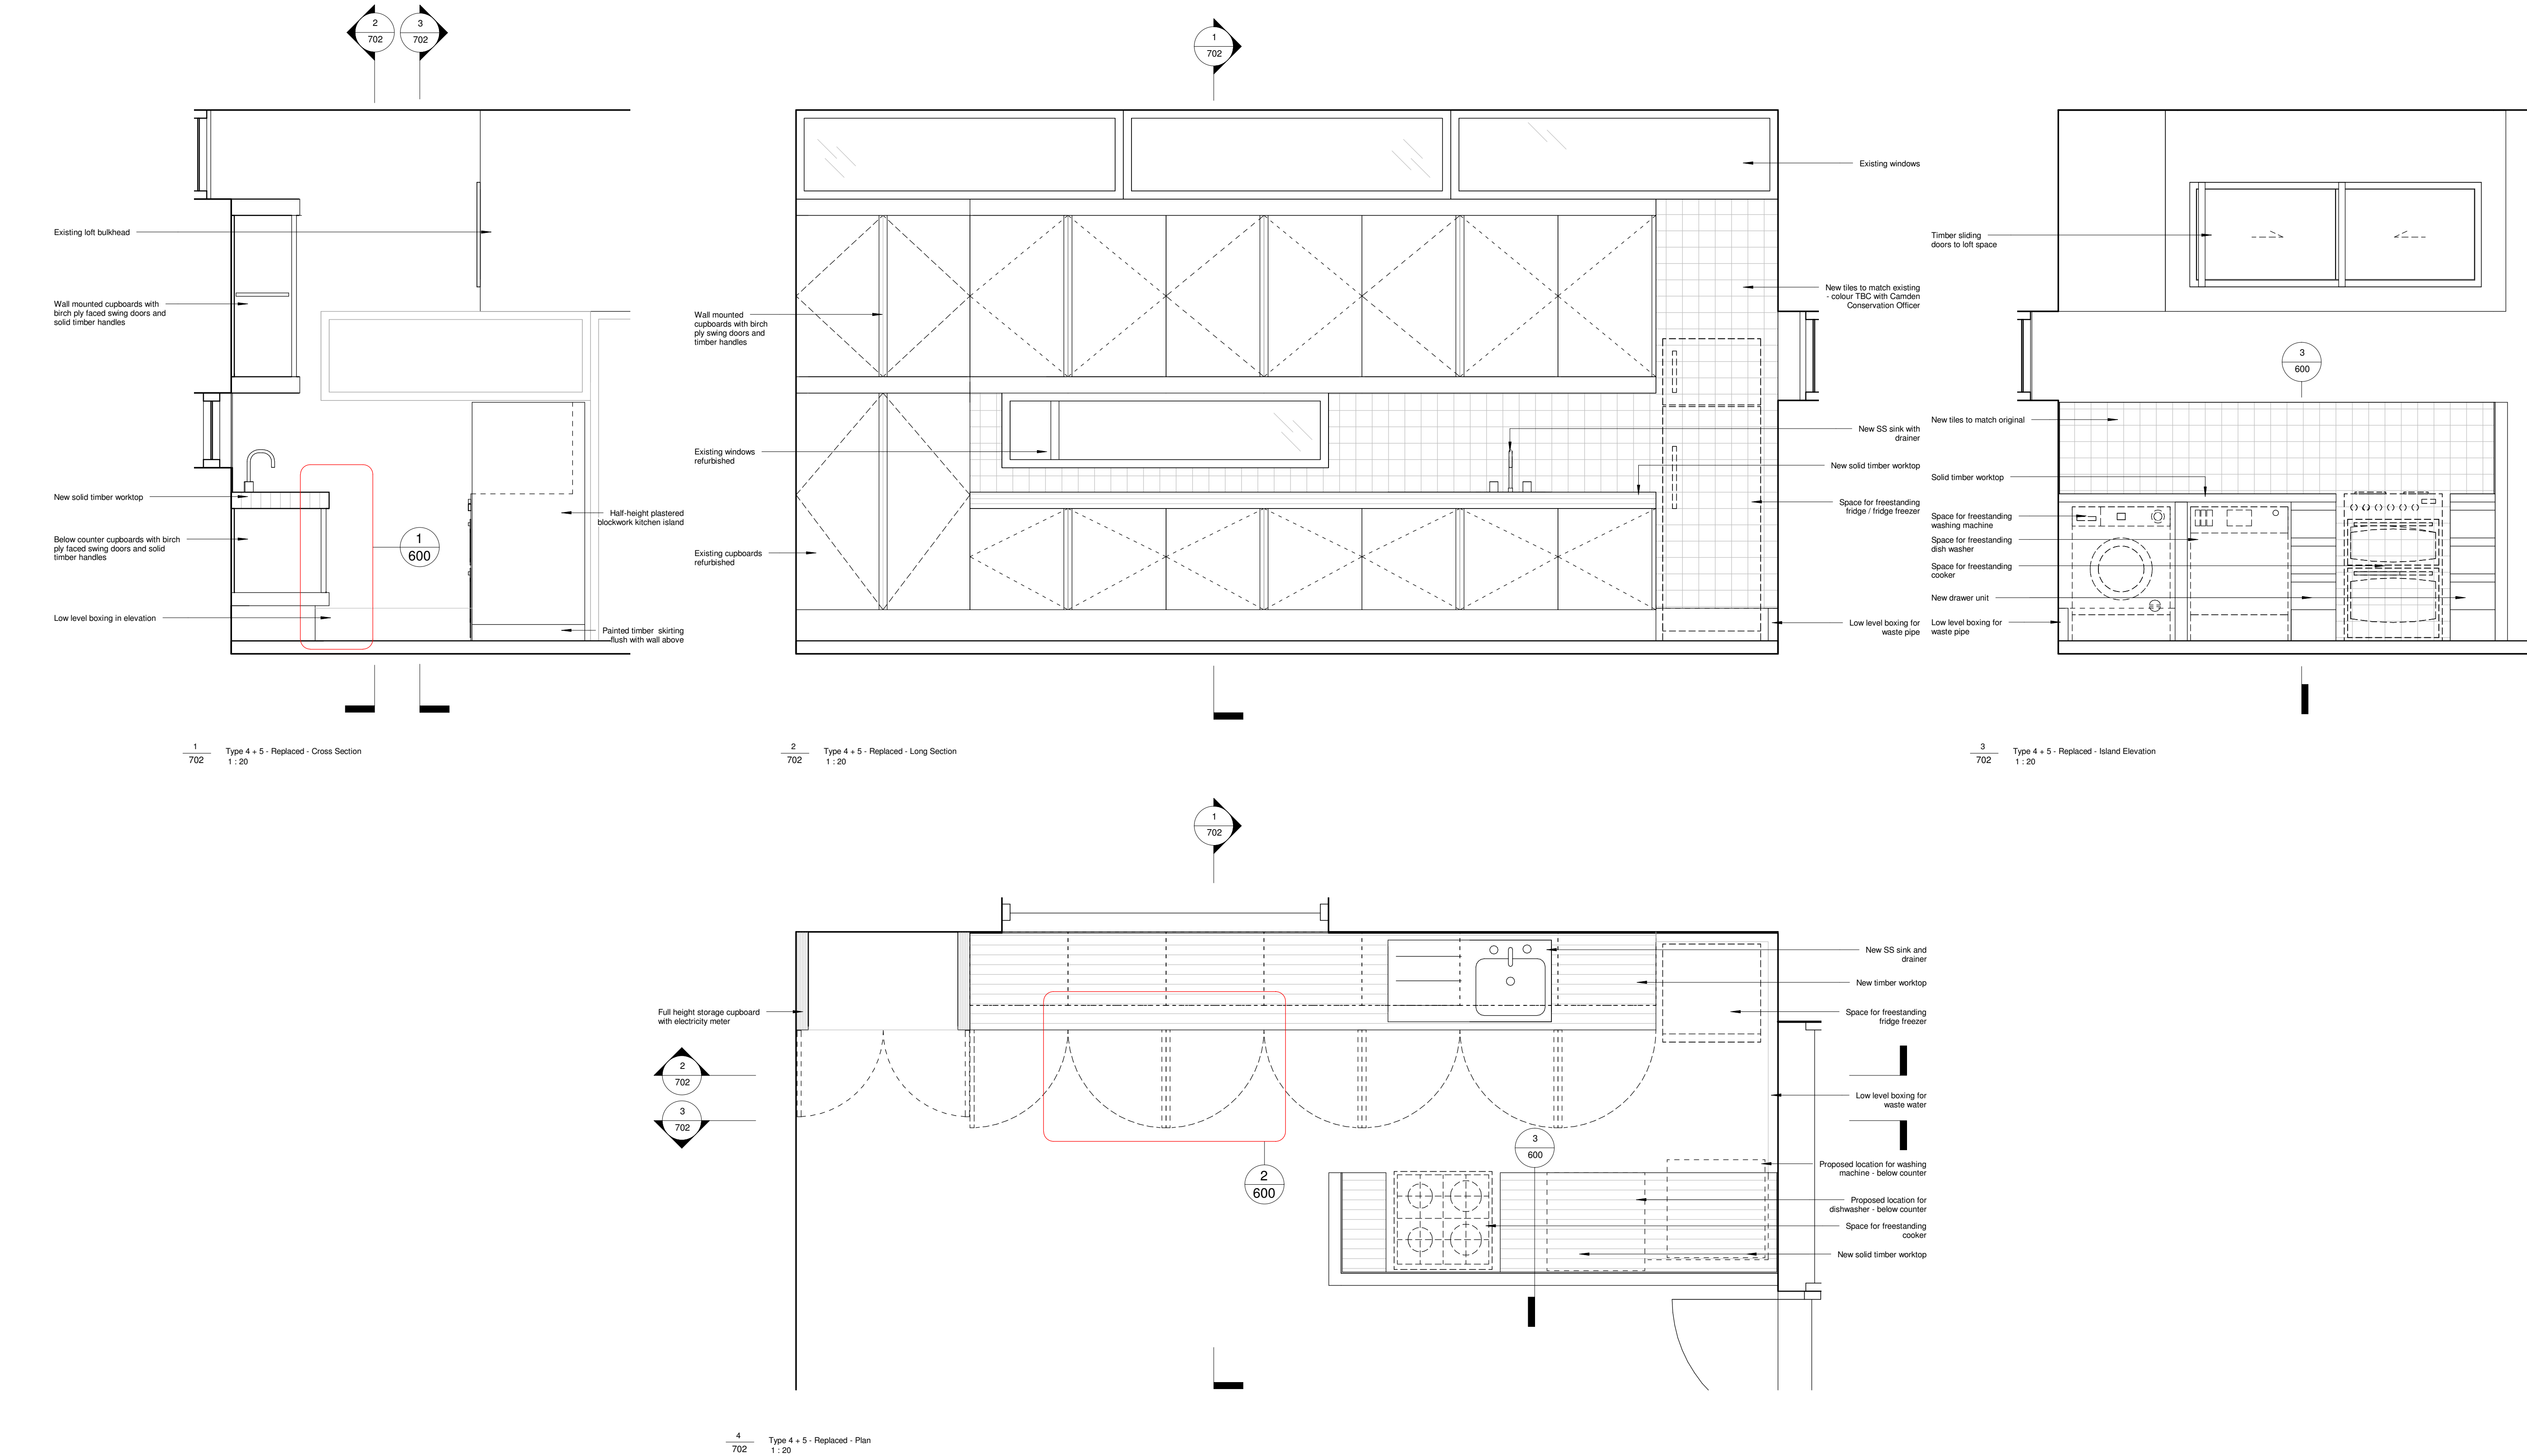 2
702
3
702
Existing loft bulkhead
Wall mounted cupboards with
birch ply faced swing doors and
solid timber handles
New solid timber worktop
Below counter cupboards with birch
ply faced swing doors and solid
timber handles
Low level boxing in elevation
1
600
Half-height plastered
blockwork kitchen island
Painted timber skirting
flush with wall above
1
702
Type 4 + 5 - Replaced - Cross Section
1 : 20
1
702
Wall mounted
cupboards with birch
ply swing doors and
timber handles
Existing windows
refurbished
Existing cupboards
refurbished
Existing windows
New tiles to match existing
- colour TBC with Camden
Conservation Officer
New SS sink with
drainer
New solid timber worktop
Space for freestanding
fridge / fridge freezer
Low level boxing for
waste pipe
2
702
Type 4 + 5 - Replaced - Long Section
1 : 20
Timber sliding
doors to loft space
3
600
New tiles to match original
Solid timber worktop
Space for freestanding
washing machine
Space for freestanding
dish washer
Space for freestanding
cooker
New drawer unit
Low level boxing for
waste pipe
3
702
Type 4 + 5 - Replaced - Island Elevation
1 : 20
1
702
Full height storage cupboard
with electricity meter
2
702
3
702
2
600
3
600
New SS sink and
drainer
New timber worktop
Space for freestanding
fridge freezer
Low level boxing for
waste water
Proposed location for washing
machine - below counter
Proposed location for
dishwasher - below counter
Space for freestanding
cooker
New solid timber worktop
4
702
Type 4 + 5 - Replaced - Plan
1 : 20